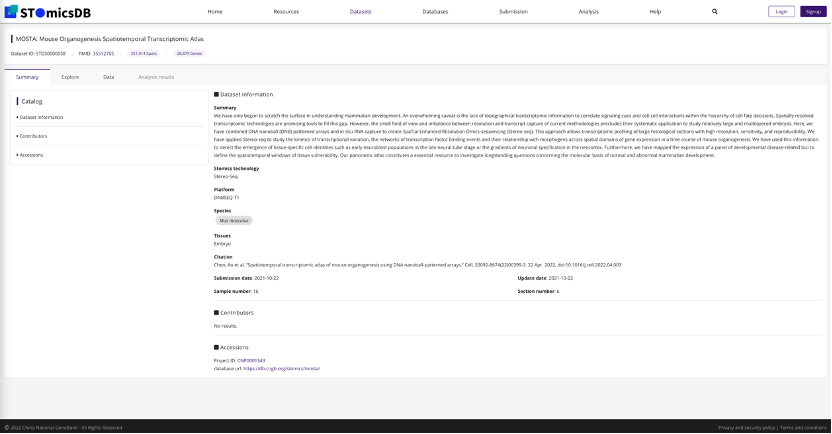 STOmicsDB
Home Resources Datasets Databases Submission Analysis Help Login Signup
MOSTA: Mouse Organogenesis Spatiotemporal Transcriptomic Atlas
Dataset ID: STDS0000058 PMID: 35512705 351,014 Spots 28,879 Genes
Summary Explore Data Analysis results
Catalog
Dataset information
Contributors
Accessions
Dataset information
Summary
We have only begun to scratch the surface in understanding mammalian development. An overwhelming caveat is the lack of topographical transcriptomic information to correlate signaling cues and cell-cell interactions within the hierarchy of cell fate decisions. Spatially resolved
transcriptomic technologies are promising tools to fill this gap. However, the small field of view and imbalance between resolution and transcript capture of current methodologies precludes their systematic application to study relatively large and multilayered embryos. Here, we
have combined DNA nanoball (DNB) patterned arrays and in situ RNA capture to create SpaTial Enhanced REsolution Omics-sequencing (Stereo-seq). This approach allows transcriptomic profiling of large histological sections with high resolution, sensitivity, and reproducibility. We
have applied Stereo-seq to study the kinetics of transcriptional variation, the networks of transcription factor binding events and their relationship with morphogens across spatial domains of gene expression in a time course of mouse organogenesis. We have used this information
to detect the emergence of tissue-specific cell identities such as early neuroblast populations in the late neural tube stage or the gradients of neuronal specification in the neocortex. Furthermore, we have mapped the expression of a panel of developmental disease-related loci to
define the spatiotemporal windows of tissue vulnerability. Our panoramic atlas constitutes an essential resource to investigate longstanding questions concerning the molecular basis of normal and abnormal mammalian development.
Stomics technology
Stereo-Seq
Platform
DNBSEQ-T1
Species
Mus musculus
Tissues
Embryo
Citation
Chen, Ao et al. "Spatiotemporal transcriptomic atlas of mouse organogenesis using DNA nanoball-patterned arrays." Cell, S0092-8674(22)00399-3. 22 Apr. 2022, doi:10.1016/j.cell.2022.04.003
Submission date: 2021-10-22 Update date: 2021-10-22
Sample number: 16 Section number: 6
Contributors
No results.
Accessions
Project ID: CNP0001543
database url: https://db.cngb.org/stomics/mosta/
© 2022 China National GeneBank - All Rights Reserved Privacy and security policy | Terms and conditions